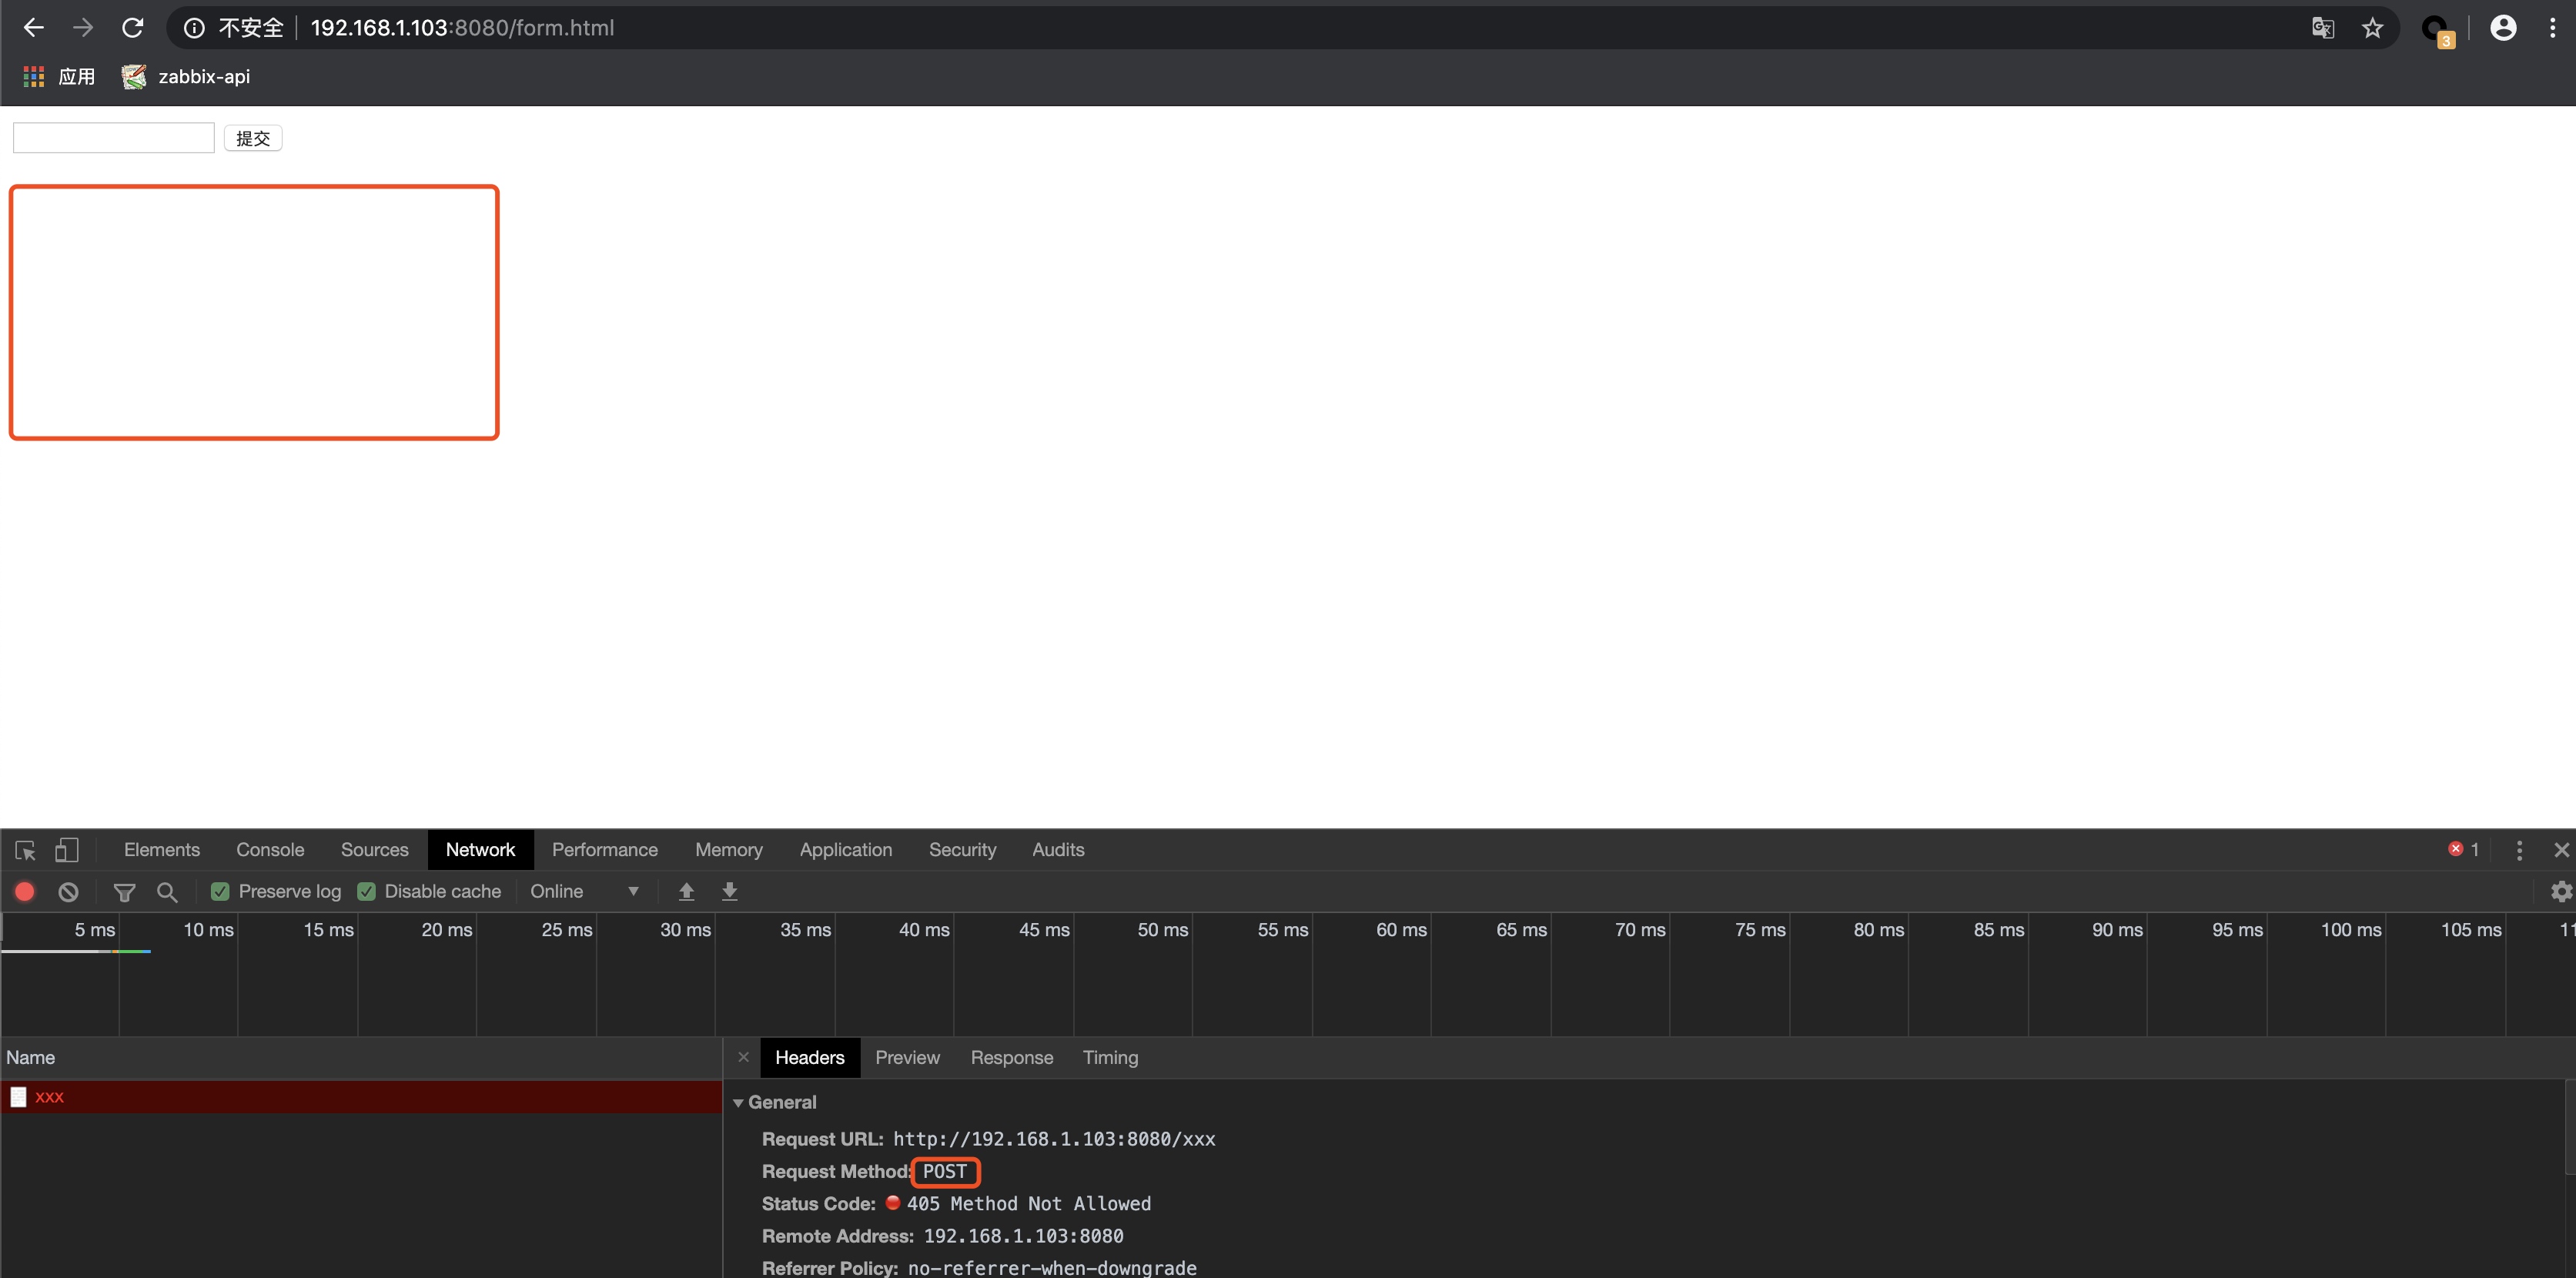 不安全 192.168.1.103:8080/form.html
3
应用 zabbix-api
提交
Elements Console Sources Network Performance Memory Application Security Audits 1
Preserve log Disable cache Online
5 ms 10 ms 15 ms 20 ms 25 ms 30 ms 35 ms 40 ms 45 ms 50 ms 55 ms 60 ms 65 ms 70 ms 75 ms 80 ms 85 ms 90 ms 95 ms 100 ms 105 ms 11
Name Headers Preview Response Timing
xxx
General
Request URL: http://192.168.1.103:8080/xxx
Request Method: POST
Status Code: 405 Method Not Allowed
Remote Address: 192.168.1.103:8080
Referrer Policy: no-referrer-when-downgrade